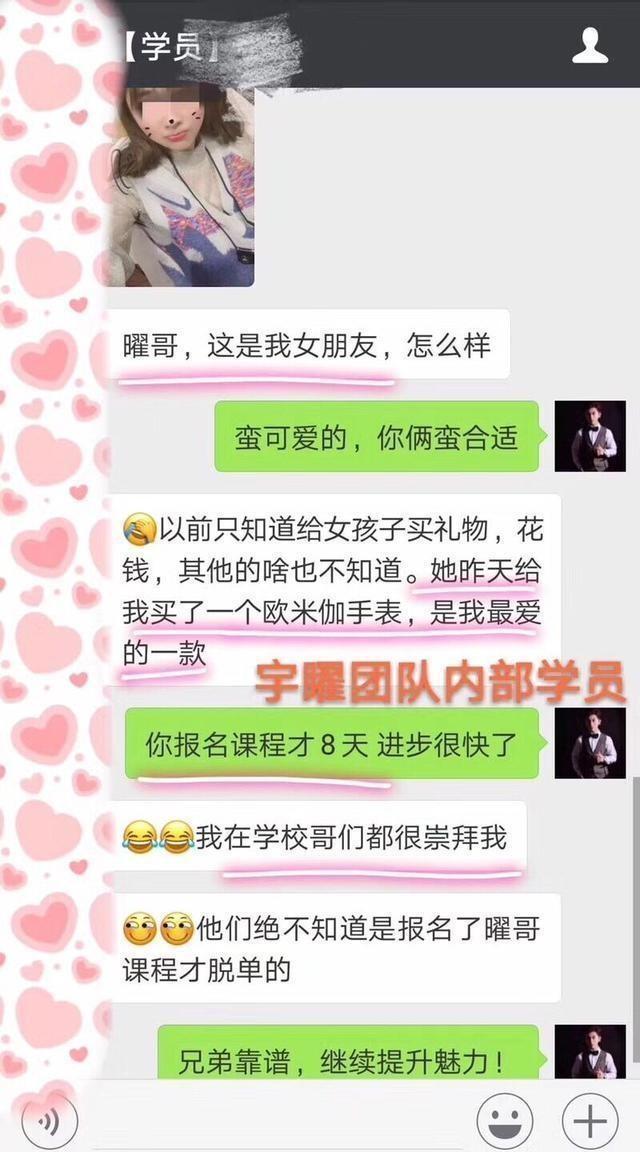 【学员】
曜哥，这是我女朋友，怎么样
蛮可爱的，你俩蛮合适
以前只知道给女孩子买礼物，花
钱，其他的啥也不知道。她昨天给
我买了一个欧米伽手表，是我最爱
的一款
宇曜团队内部学员
你报名课程才8天 进步很快了
我在学校哥们都很崇拜我
他们绝不知道是报名了曜哥
课程才脱单的
兄弟靠谱，继续提升魅力！